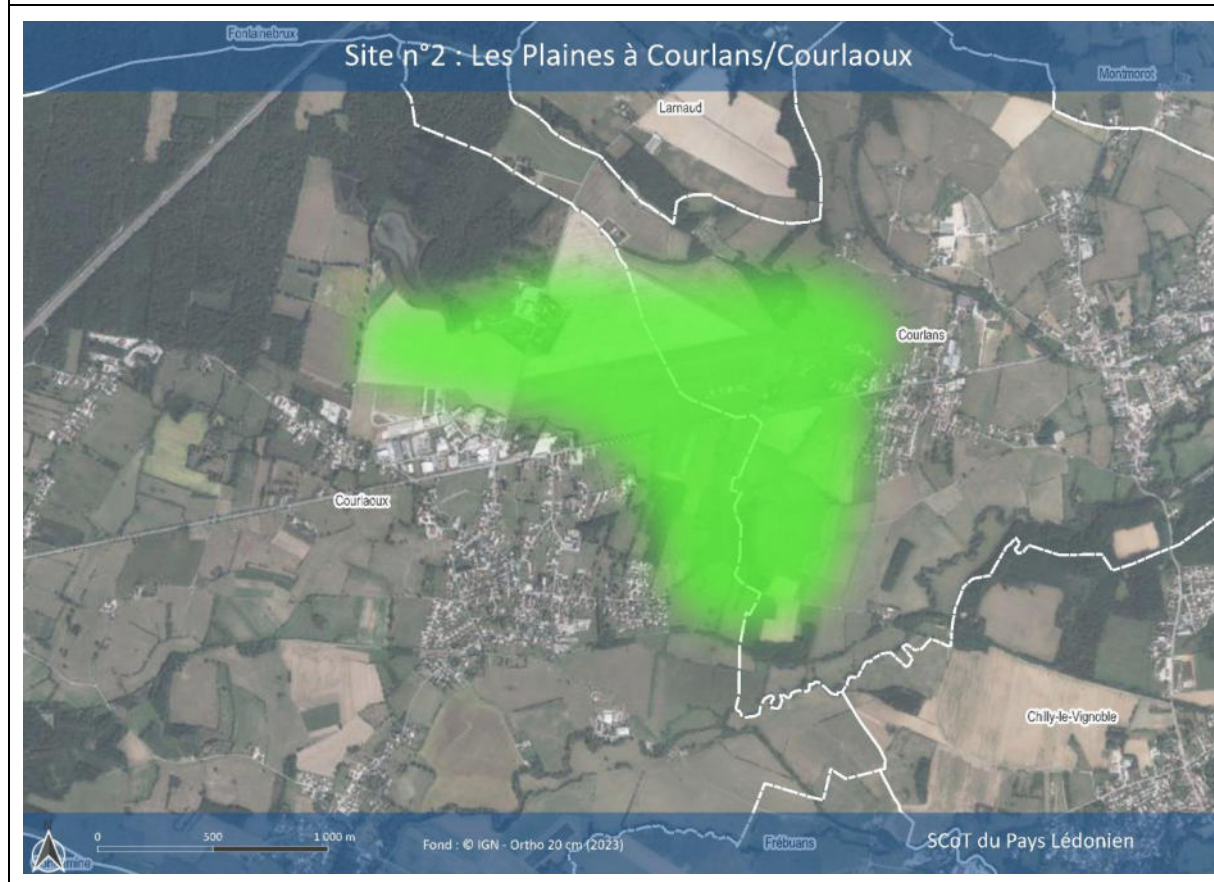 Fontainebrux
Site n°2 : Les Plaines à Courlans/Courlaoux
Montmorot
Larnaud
Courlans
Courlaoux
Chilly-le-Vignoble
N
0 500 1 000 m
Fond : © IGN - Ortho 20 cm (2023)
Frébuans
SCoT du Pays Lédonien